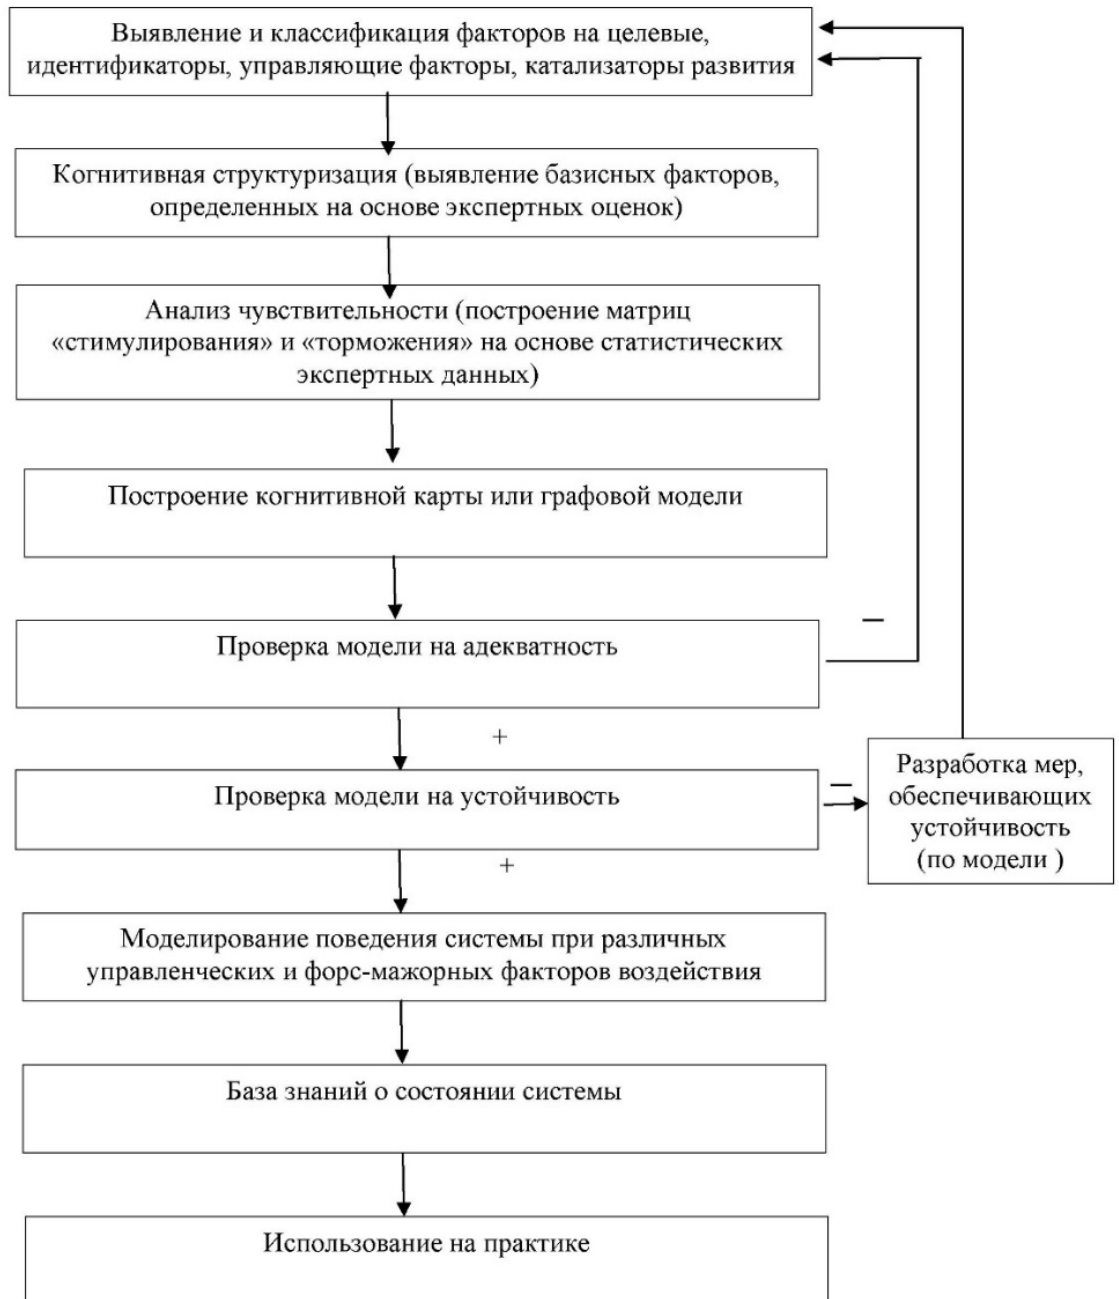 Выявление и классификация факторов на целевые,
идентификаторы, управляющие факторы, катализаторы развития
Когнитивная структуризация (выявление базисных факторов,
определенных на основе экспертных оценок)
Анализ чувствительности (построение матриц
«стимулирования» и «торможения» на основе статистических
экспертных данных)
Построение когнитивной карты или графовой модели
Проверка модели на адекватность
–
+
Проверка модели на устойчивость
–
Разработка мер,
обеспечивающих
устойчивость
(по модели )
+
Моделирование поведения системы при различных
управленческих и форс-мажорных факторов воздействия
База знаний о состоянии системы
Использование на практике